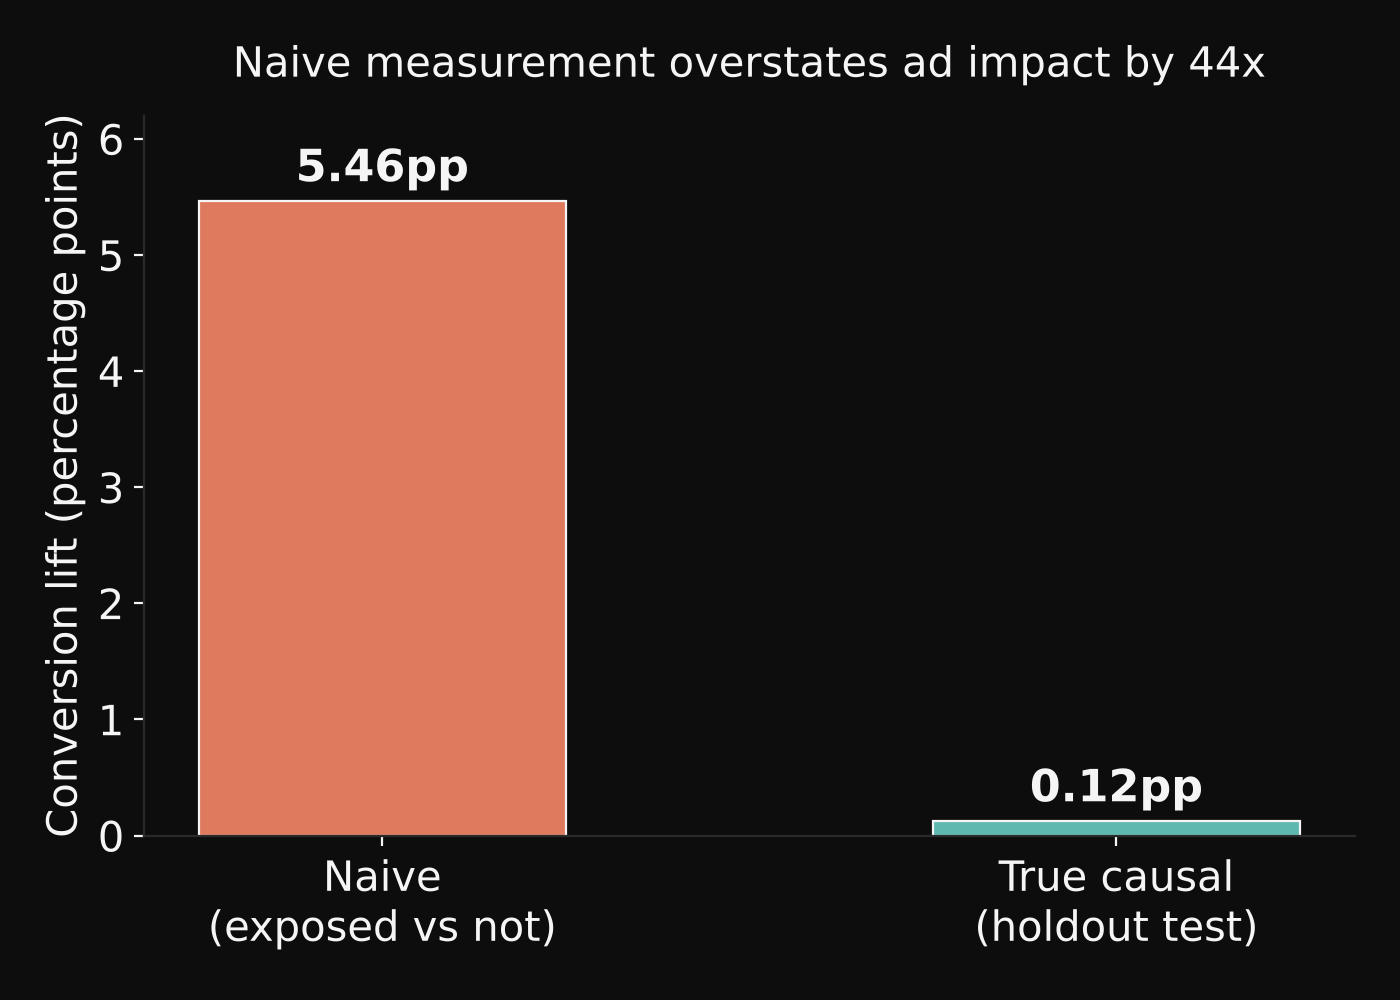 Naive measurement overstates ad impact by 44x
Conversion lift (percentage points)
6
5
4
3
2
1
0
5.46pp
0.12pp
Naive
(exposed vs not)
True causal
(holdout test)